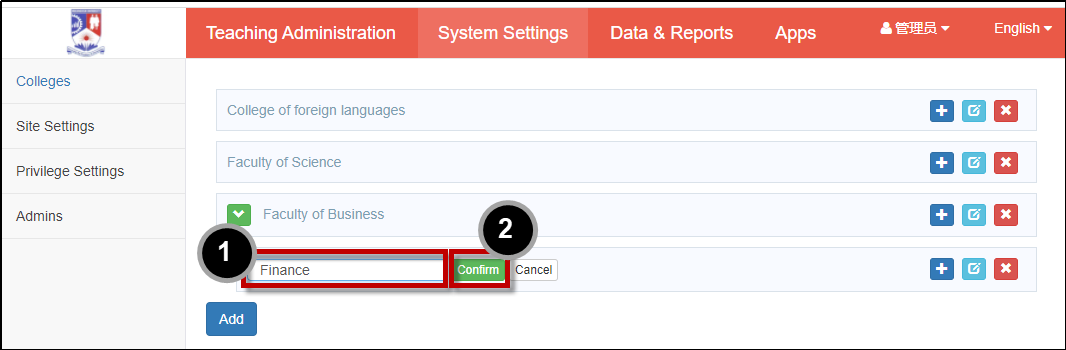 Teaching Administration System Settings Data & Reports Apps 管理员 English
Colleges
Site Settings
Privilege Settings
Admins
College of foreign languages
Faculty of Science
Faculty of Business
1
2
Finance Confirm Cancel
Add